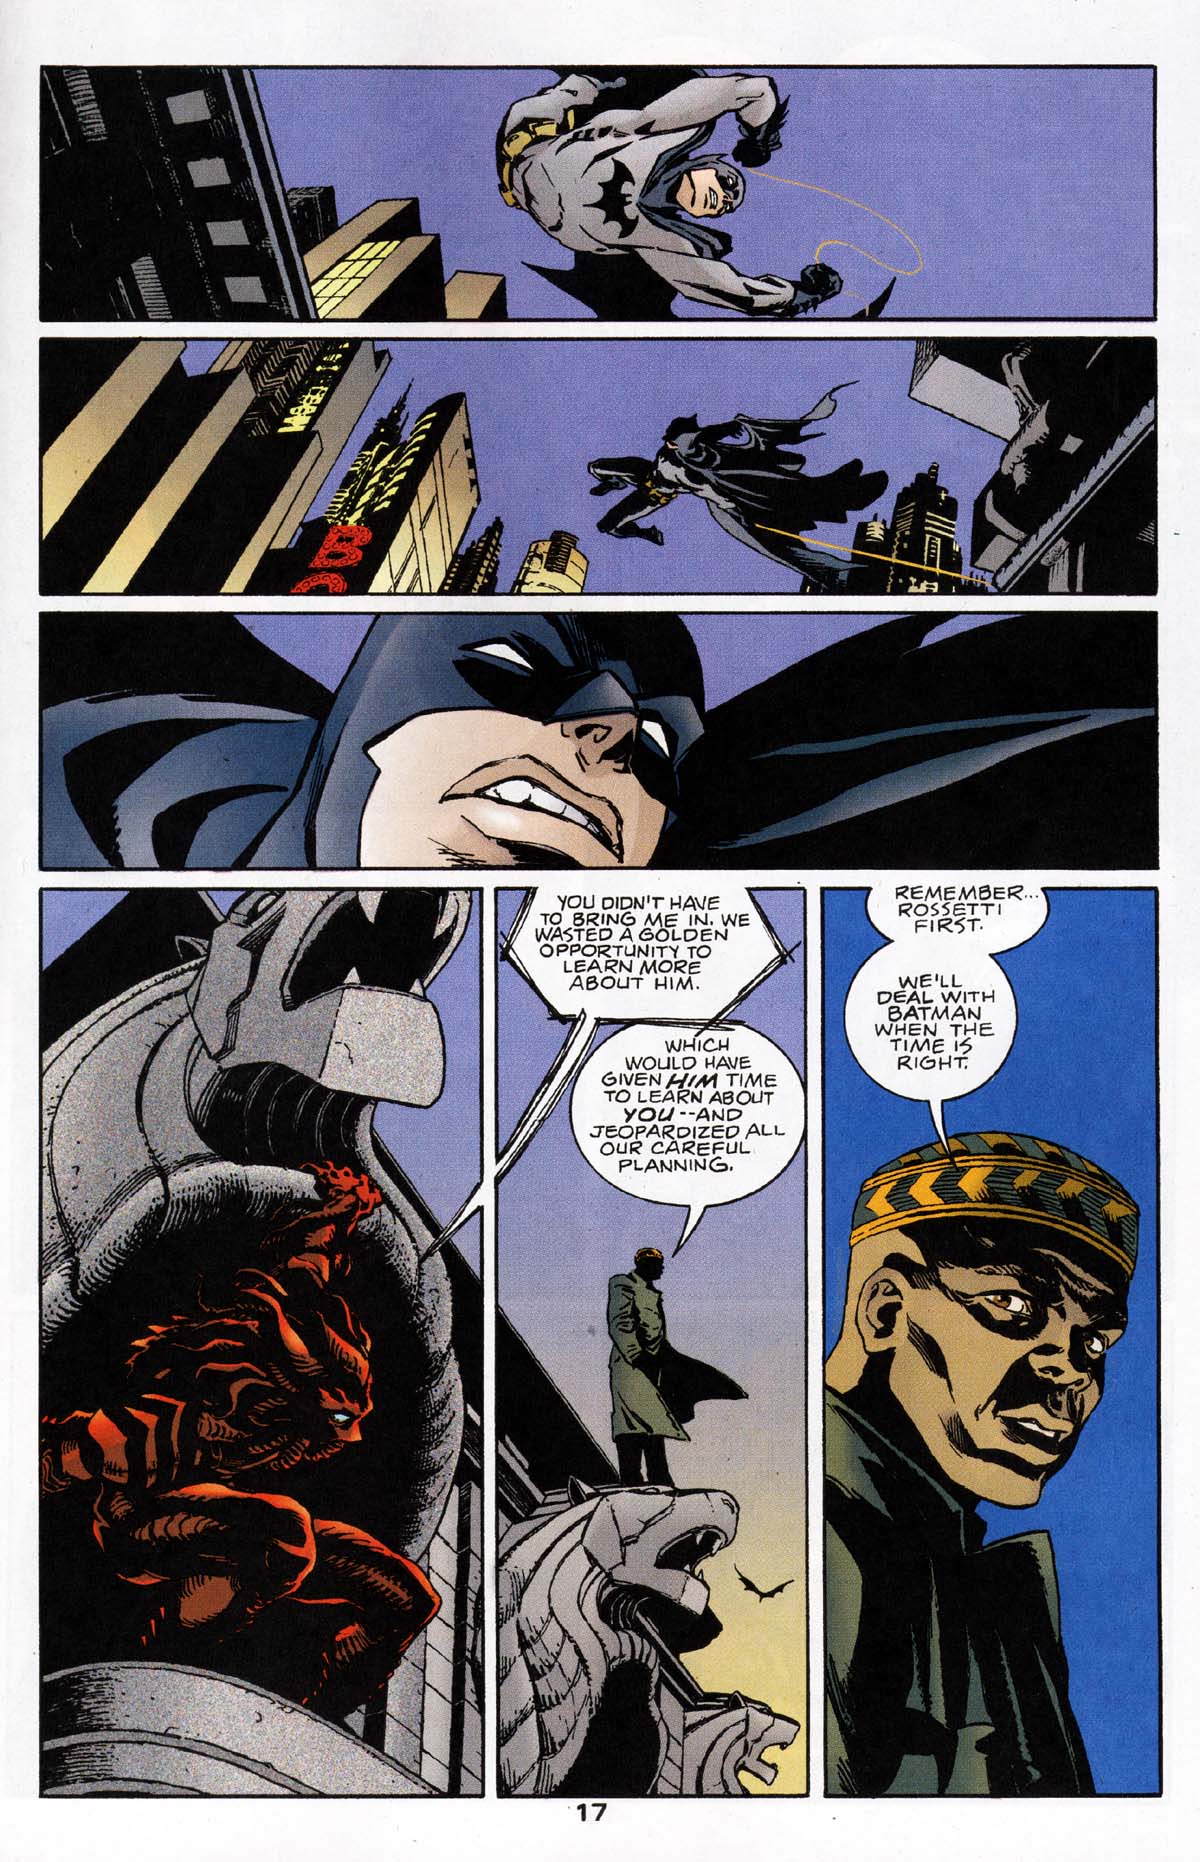 B
YOU DIDN'T HAVE
TO BRING ME IN. WE
WASTED A GOLDEN
OPPORTUNITY TO
LEARN MORE
ABOUT HIM.
WHICH
WOULD HAVE
GIVEN HIM TIME
TO LEARN ABOUT
YOU--AND
JEOPARDIZED ALL
OUR CAREFUL
PLANNING.
REMEMBER...
ROSSETTI
FIRST.
WE'LL
DEAL WITH
BATMAN
WHEN THE
TIME IS
RIGHT.
17